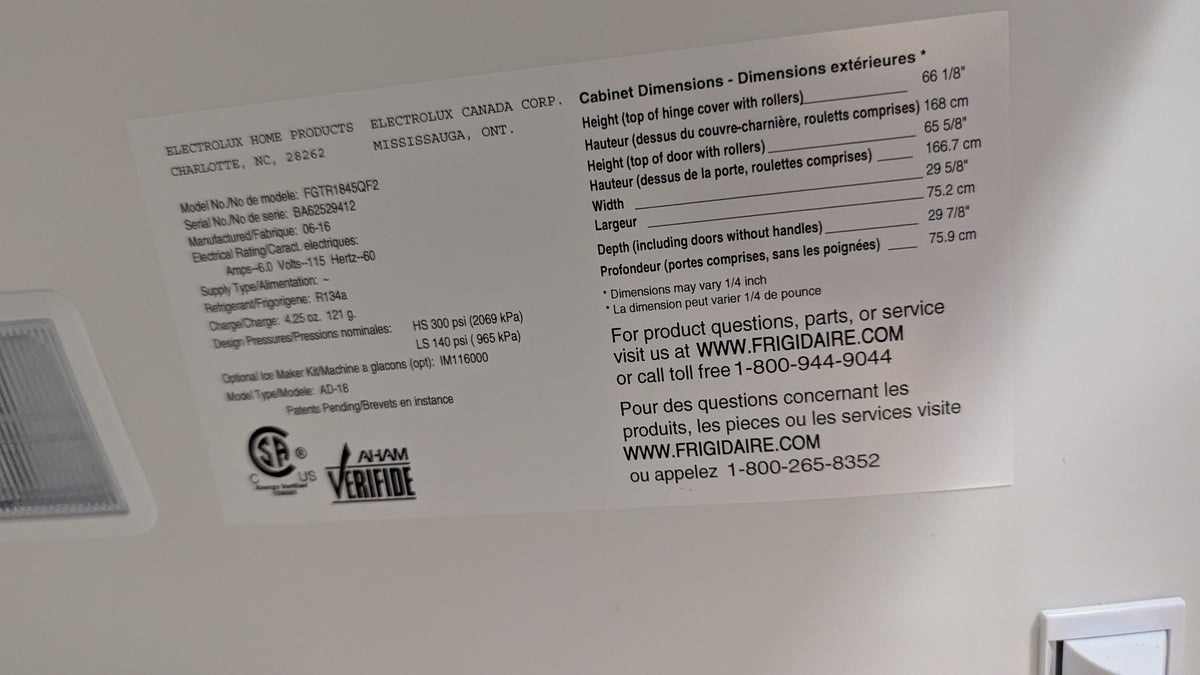 ELECTROLUX HOME PRODUCTS ELECTROLUX CANADA CORP.
CHARLOTTE, NC, 28262 MISSISSAUGA, ONT.
Model No./No de modele: FGTR1845QF2
Serial No./No de serie: BA62529412
Manufactured/Fabrique: 06-16
Electrical Rating/Caract. electriques:
Amps--6.0 Volts--115 Hertz--60
Supply Type/Alimentation: –
Refrigerant/Frigorigene: R134a
Charge/Charge: 4.25 oz. 121 g.
Design Pressures/Pressions nominales: HS 300 psi (2069 kPa)
LS 140 psi ( 965 kPa)
Optional Ice Maker Kit/Machine a glacons (opt): IM116000
Model Type/Modele: AD-18
Patents Pending/Brevets en instance
SA ®
C US
Energy Verified
AHAM
VERIFIDE
Cabinet Dimensions - Dimensions extérieures *
Height (top of hinge cover with rollers) 66 1/8"
Hauteur (dessus du couvre-charnière, rouletts comprises) 168 cm
Height (top of door with rollers) 65 5/8"
Hauteur (dessus de la porte, roulettes comprises) 166.7 cm
Width 29 5/8"
Largeur 75.2 cm
Depth (including doors without handles) 29 7/8"
Profondeur (portes comprises, sans les poignées) 75.9 cm
* Dimensions may vary 1/4 inch
* La dimension peut varier 1/4 de pouce
For product questions, parts, or service
visit us at WWW.FRIGIDAIRE.COM
or call toll free 1-800-944-9044
Pour des questions concernant les
produits, les pieces ou les services visite
WWW.FRIGIDAIRE.COM
ou appelez 1-800-265-8352